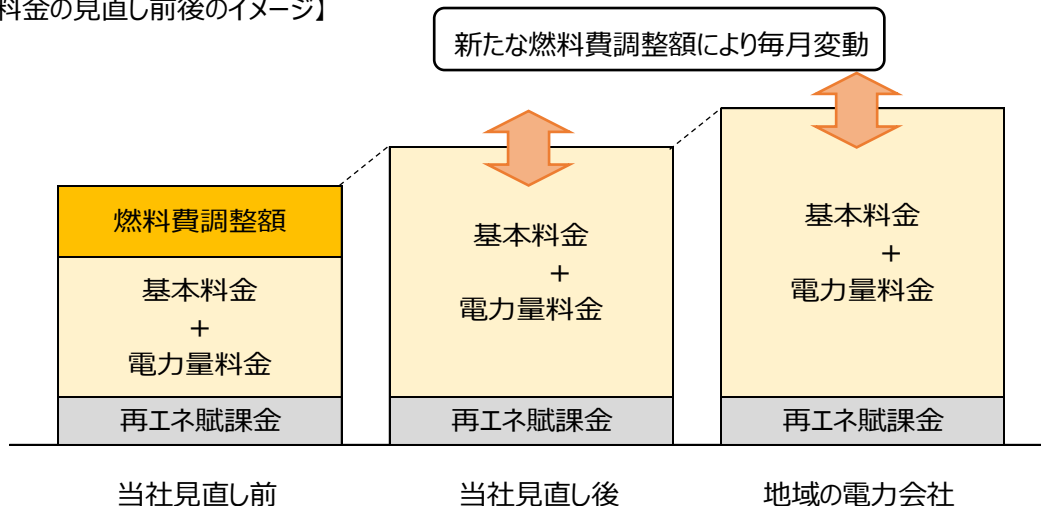 料金の見直し前後のイメージ】
新たな燃料費調整額により毎月変動
燃料費調整額
基本料金
+
電力量料金
再エネ賦課金
当社見直し前
基本料金
+
電力量料金
再エネ賦課金
当社見直し後
基本料金
+
電力量料金
再エネ賦課金
地域の電力会社